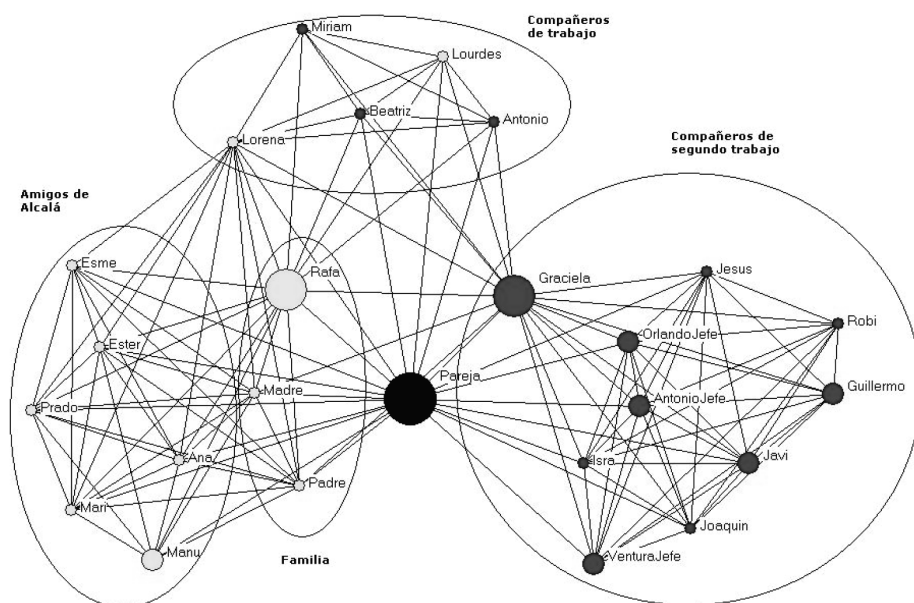 Compañeros
de trabajo
Miriam
Lourdes
Beatriz
Antonio
Lorena
Compañeros de
segundo trabajo
Amigos de
Alcalá
Esme
Rafa
Graciela
Jesus
Robi
OrlandoJefe
Ester
Pareja
Madre
Guillermo
Prado
AntonioJefe
Ana
Isra
Javi
Padre
Mari
Joaquin
Manu
Familia
VenturaJefe